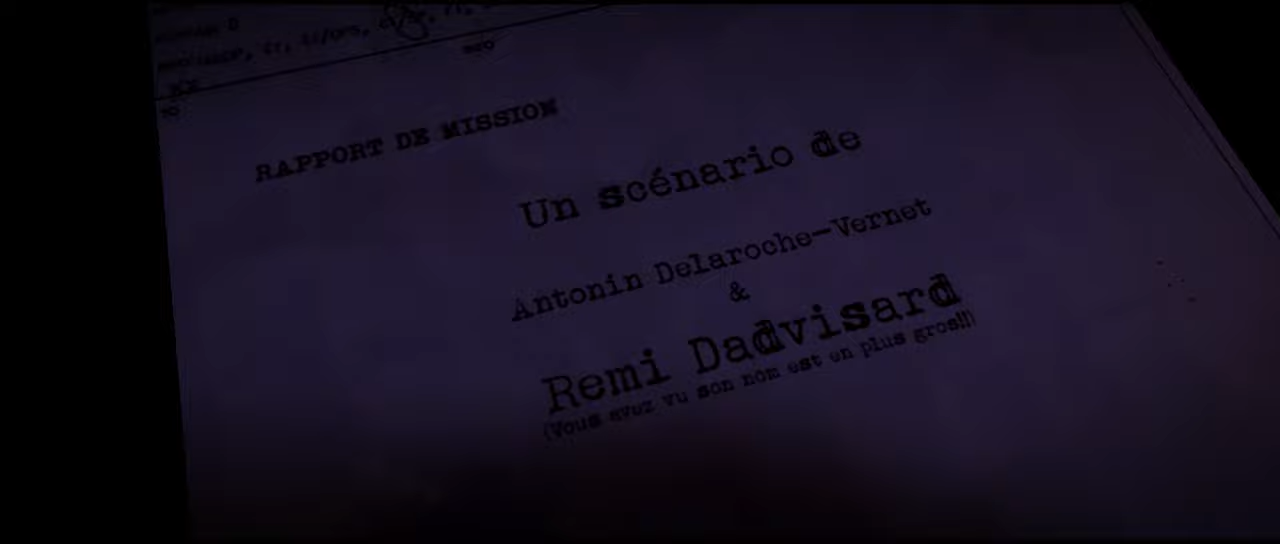 RAPPORT DE MISSION
Un scénario de
Antonin Delaroche-Vernet
&
Remi Dadvisard
(Vous avez vu son nom est en plus gros!!!)